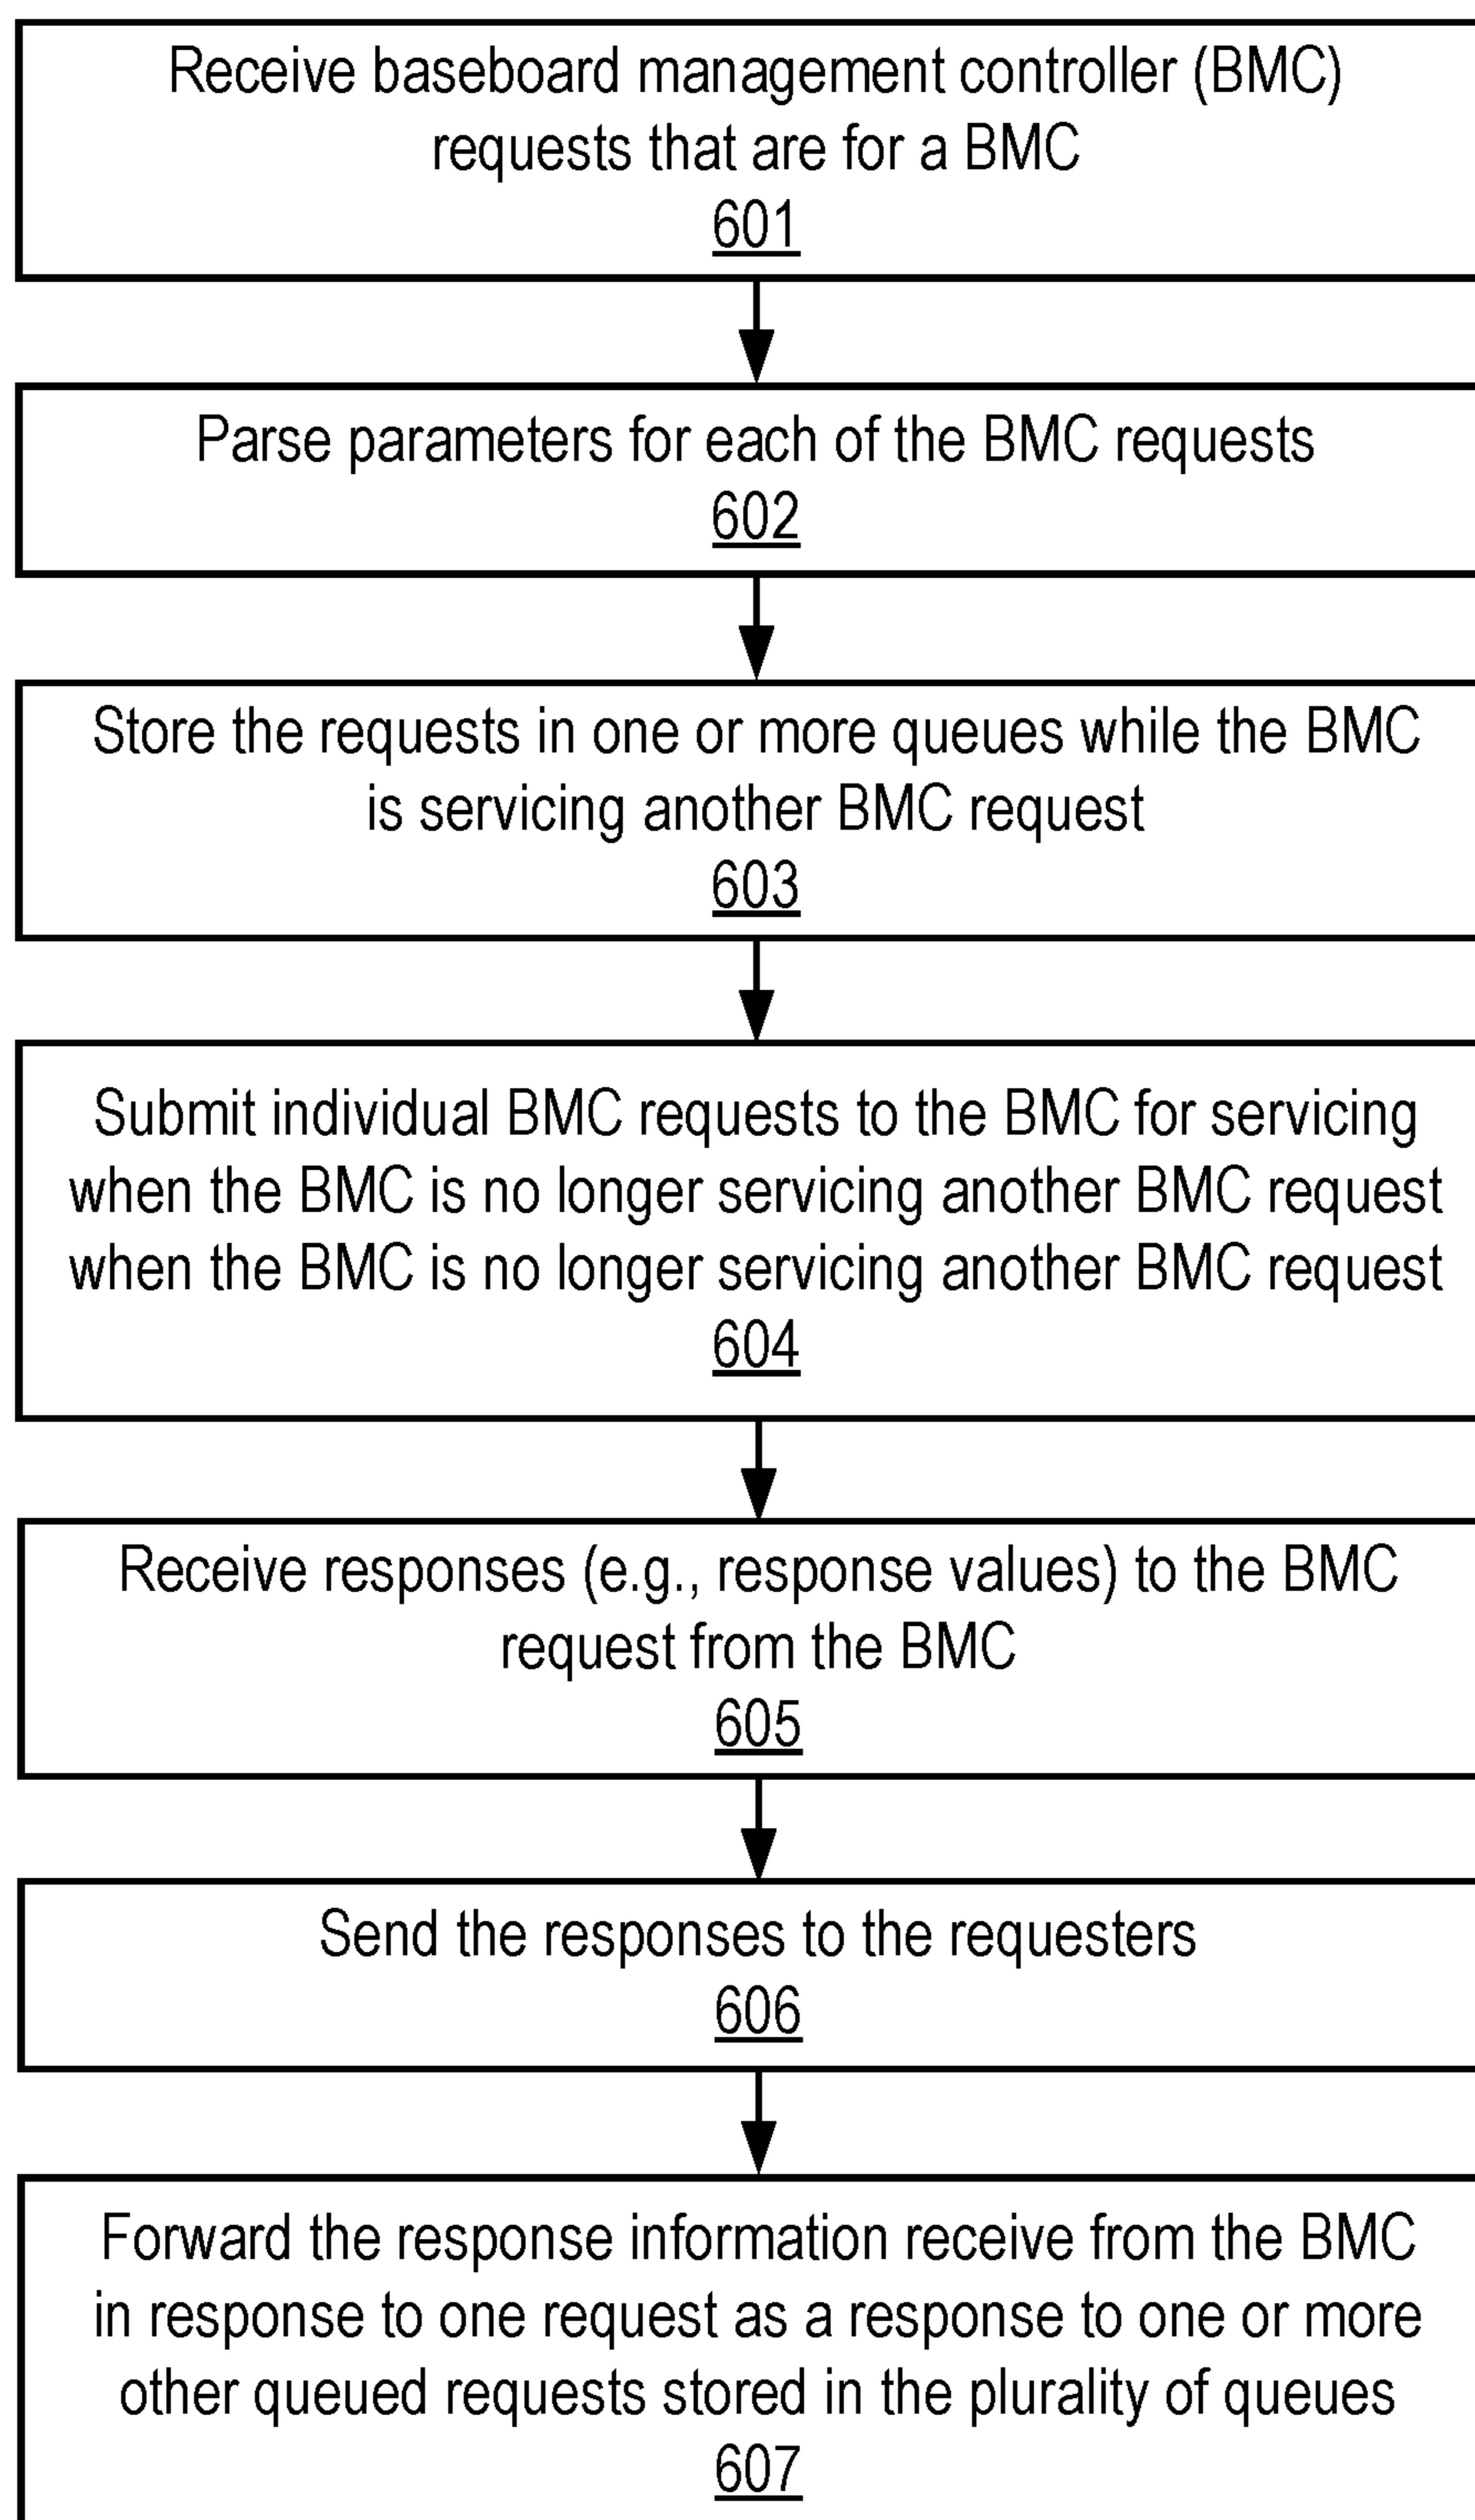 Receive baseboard management controller (BMC)
requests that are for a BMC
601
Parse parameters for each of the BMC requests
602
Store the requests in one or more queues while the BMC
is servicing another BMC request
603
Submit individual BMC requests to the BMC for servicing
when the BMC is no longer servicing another BMC request
when the BMC is no longer servicing another BMC request
604
Receive responses (e.g., response values) to the BMC
request from the BMC
605
Send the responses to the requesters
606
Forward the response information receive from the BMC
in response to one request as a response to one or more
other queued requests stored in the plurality of queues
607